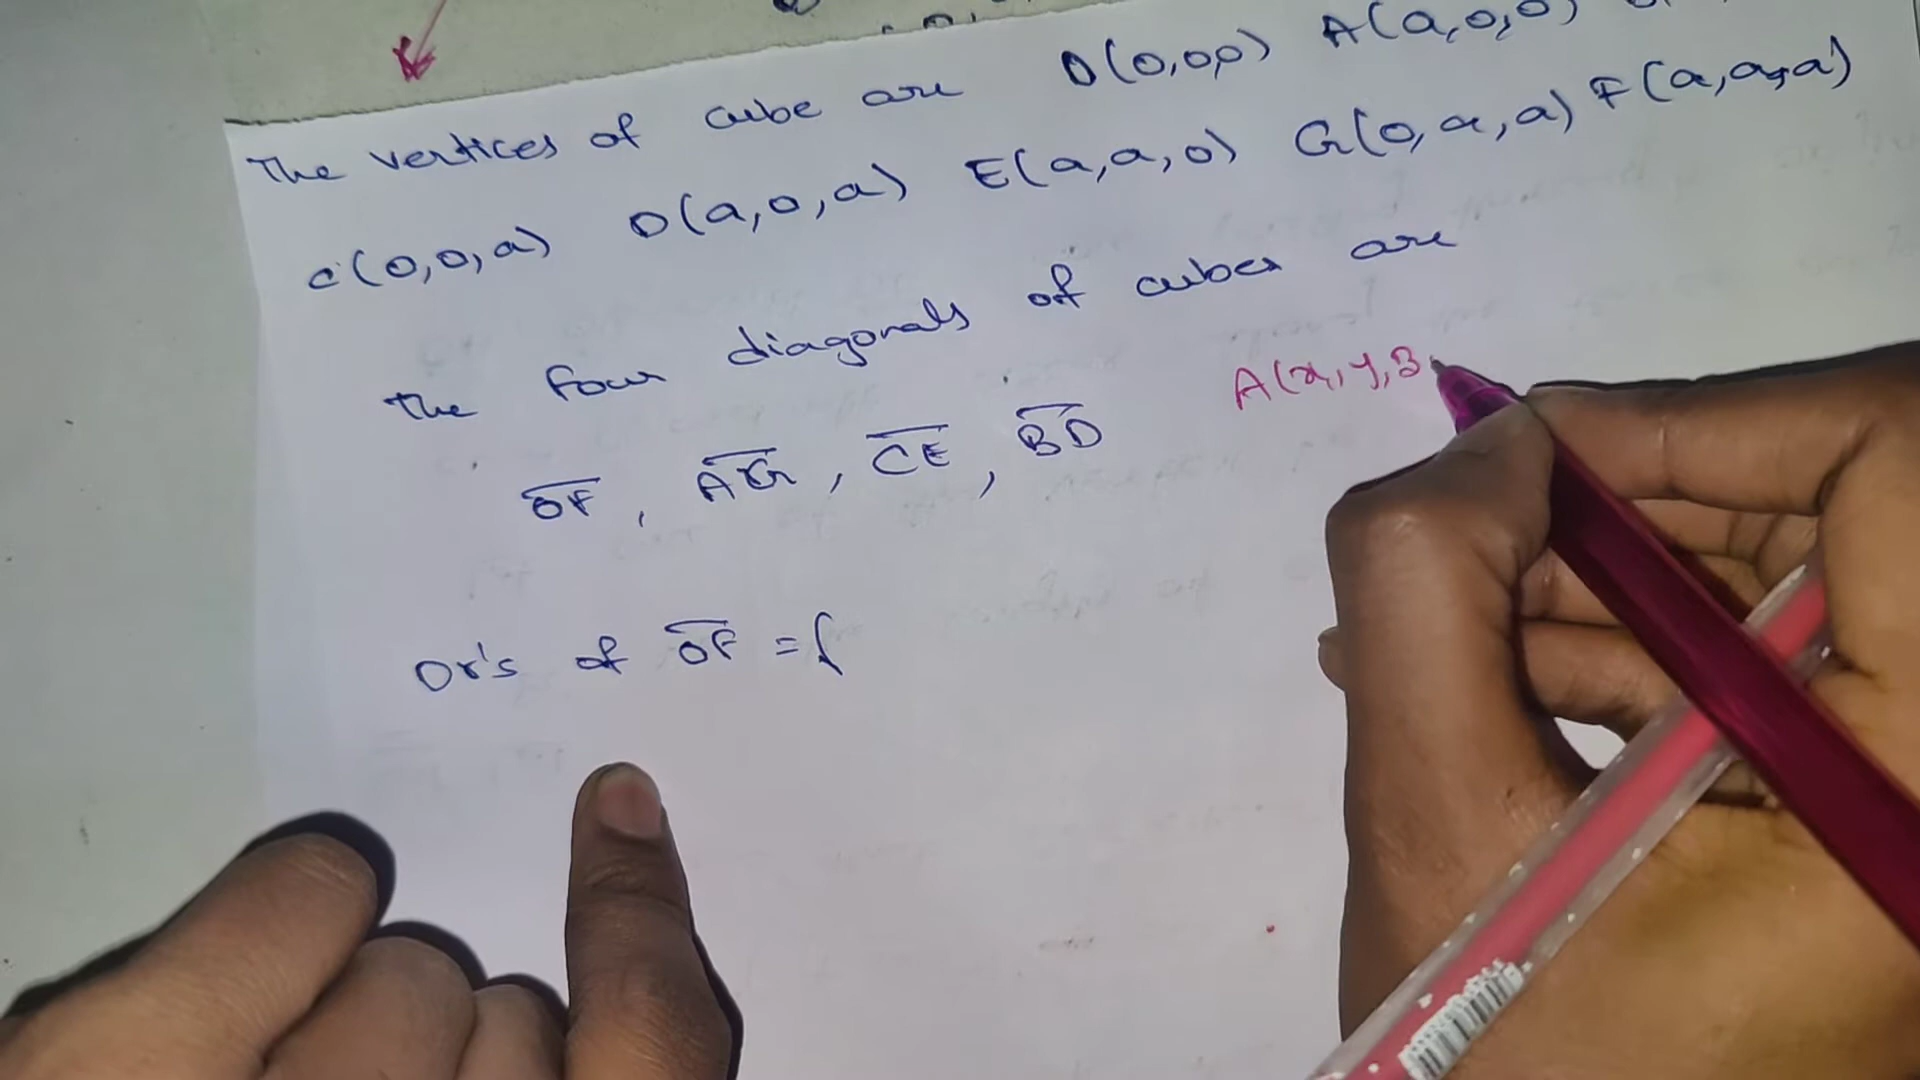 The vertices of cube are O(0,0,0) A(a,0,0)
C(0,0,a) D(a,0,a) E(a,a,0) G(0,a,a) F(a,a,a)
The four diagonals of cubes are
OF, AG, CE, BD
A(x, y, z
Dr's of OF = (